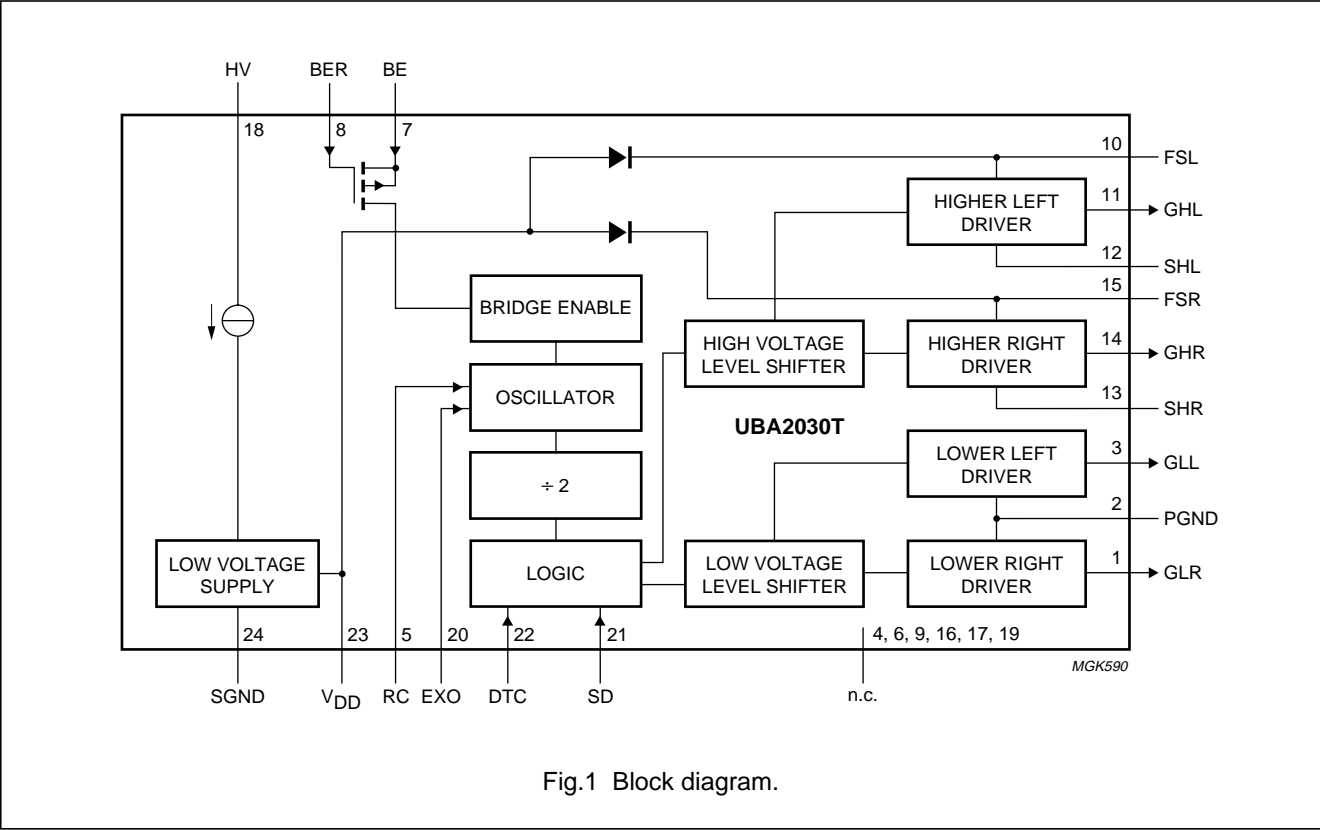 HV BER BE
18 8 7
10 FSL
HIGHER LEFT
DRIVER
11 GHL
12 SHL
15 FSR
BRIDGE ENABLE
HIGH VOLTAGE
LEVEL SHIFTER
HIGHER RIGHT
DRIVER
14 GHR
OSCILLATOR
13 SHR
UBA2030T
LOWER LEFT
DRIVER
3 GLL
÷ 2
2 PGND
LOW VOLTAGE
SUPPLY
LOGIC
LOW VOLTAGE
LEVEL SHIFTER
LOWER RIGHT
DRIVER
1 GLR
24 23 5 20 22 21 4, 6, 9, 16, 17, 19
MGK590
SGND VDD RC EXO DTC SD n.c.
Fig.1 Block diagram.